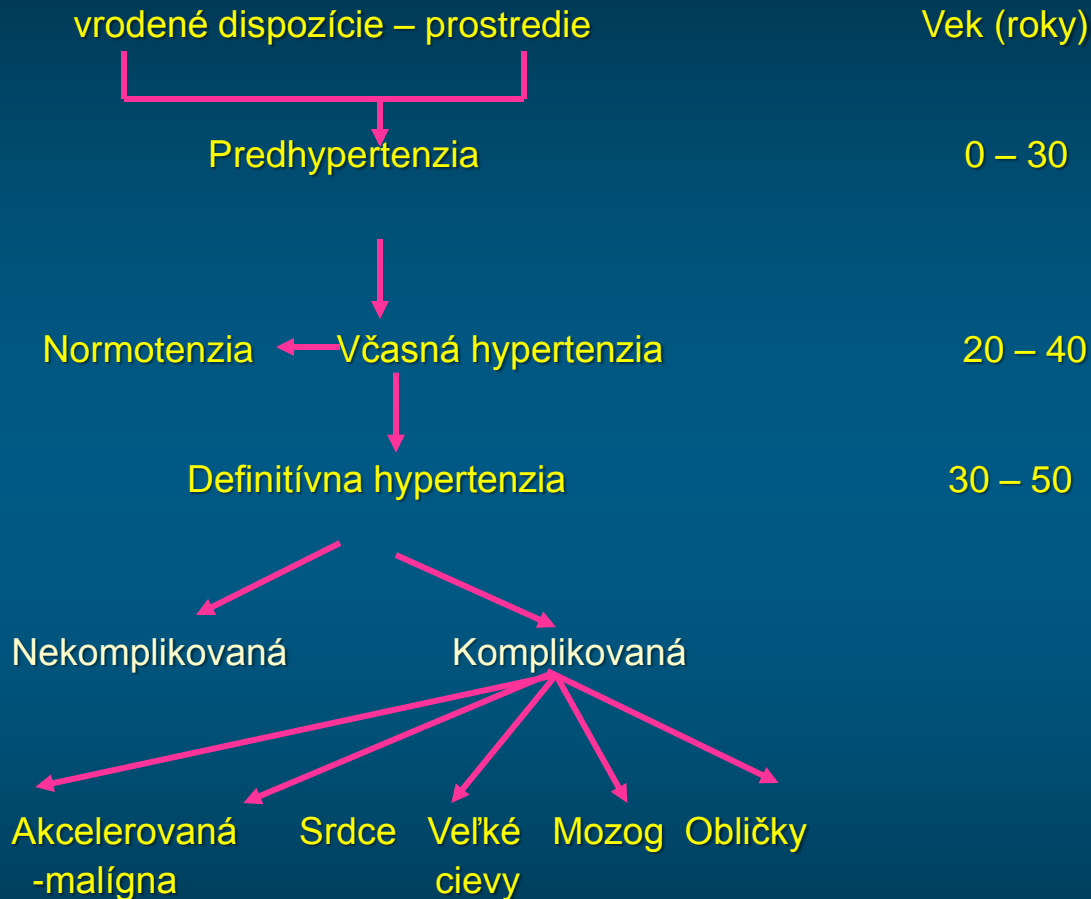 vrodené dispozície – prostredie Vek (roky)
Predhypertenzia 0 – 30
Normotenzia Včasná hypertenzia 20 – 40
Definitívna hypertenzia 30 – 50
Nekomplikovaná Komplikovaná
Akcelerovaná Srdce Veľké Mozog Obličky
-malígna cievy